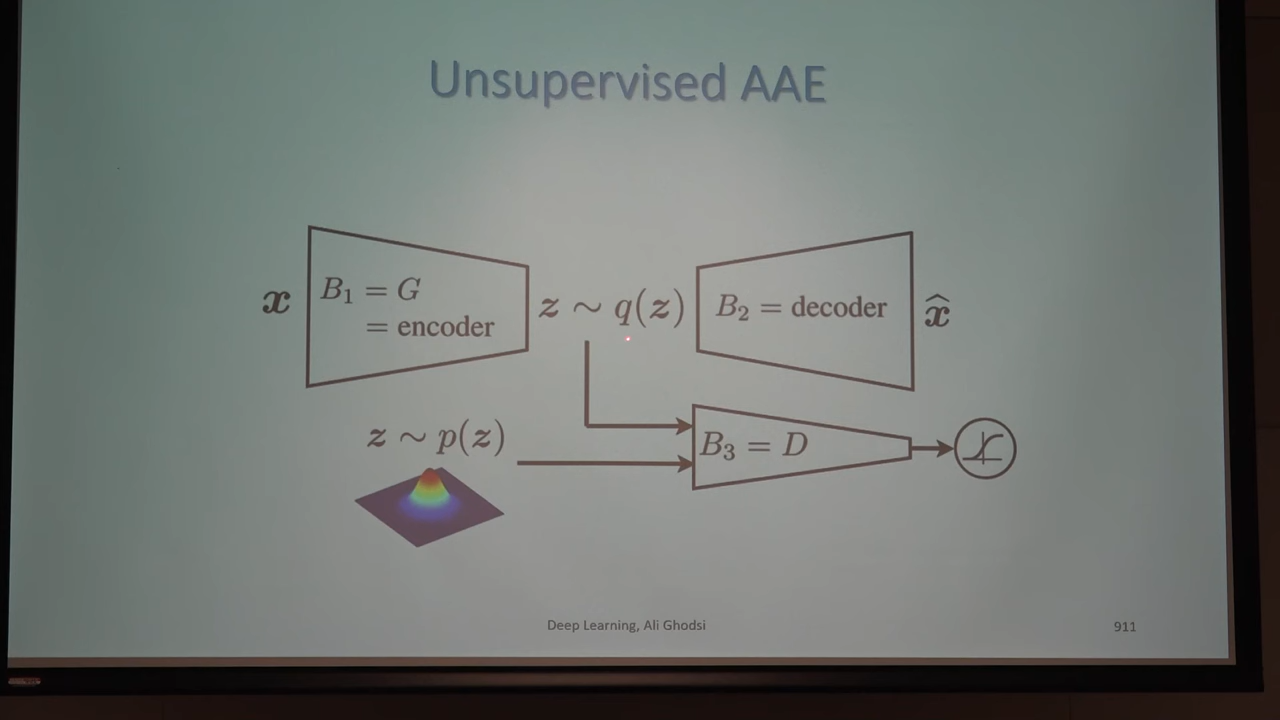 Unsupervised AAE
x
B₁ = G
= encoder
z ~ q(z)
B₂ = decoder
x̂
z ~ p(z)
B₃ = D
Deep Learning, Ali Ghodsi
911